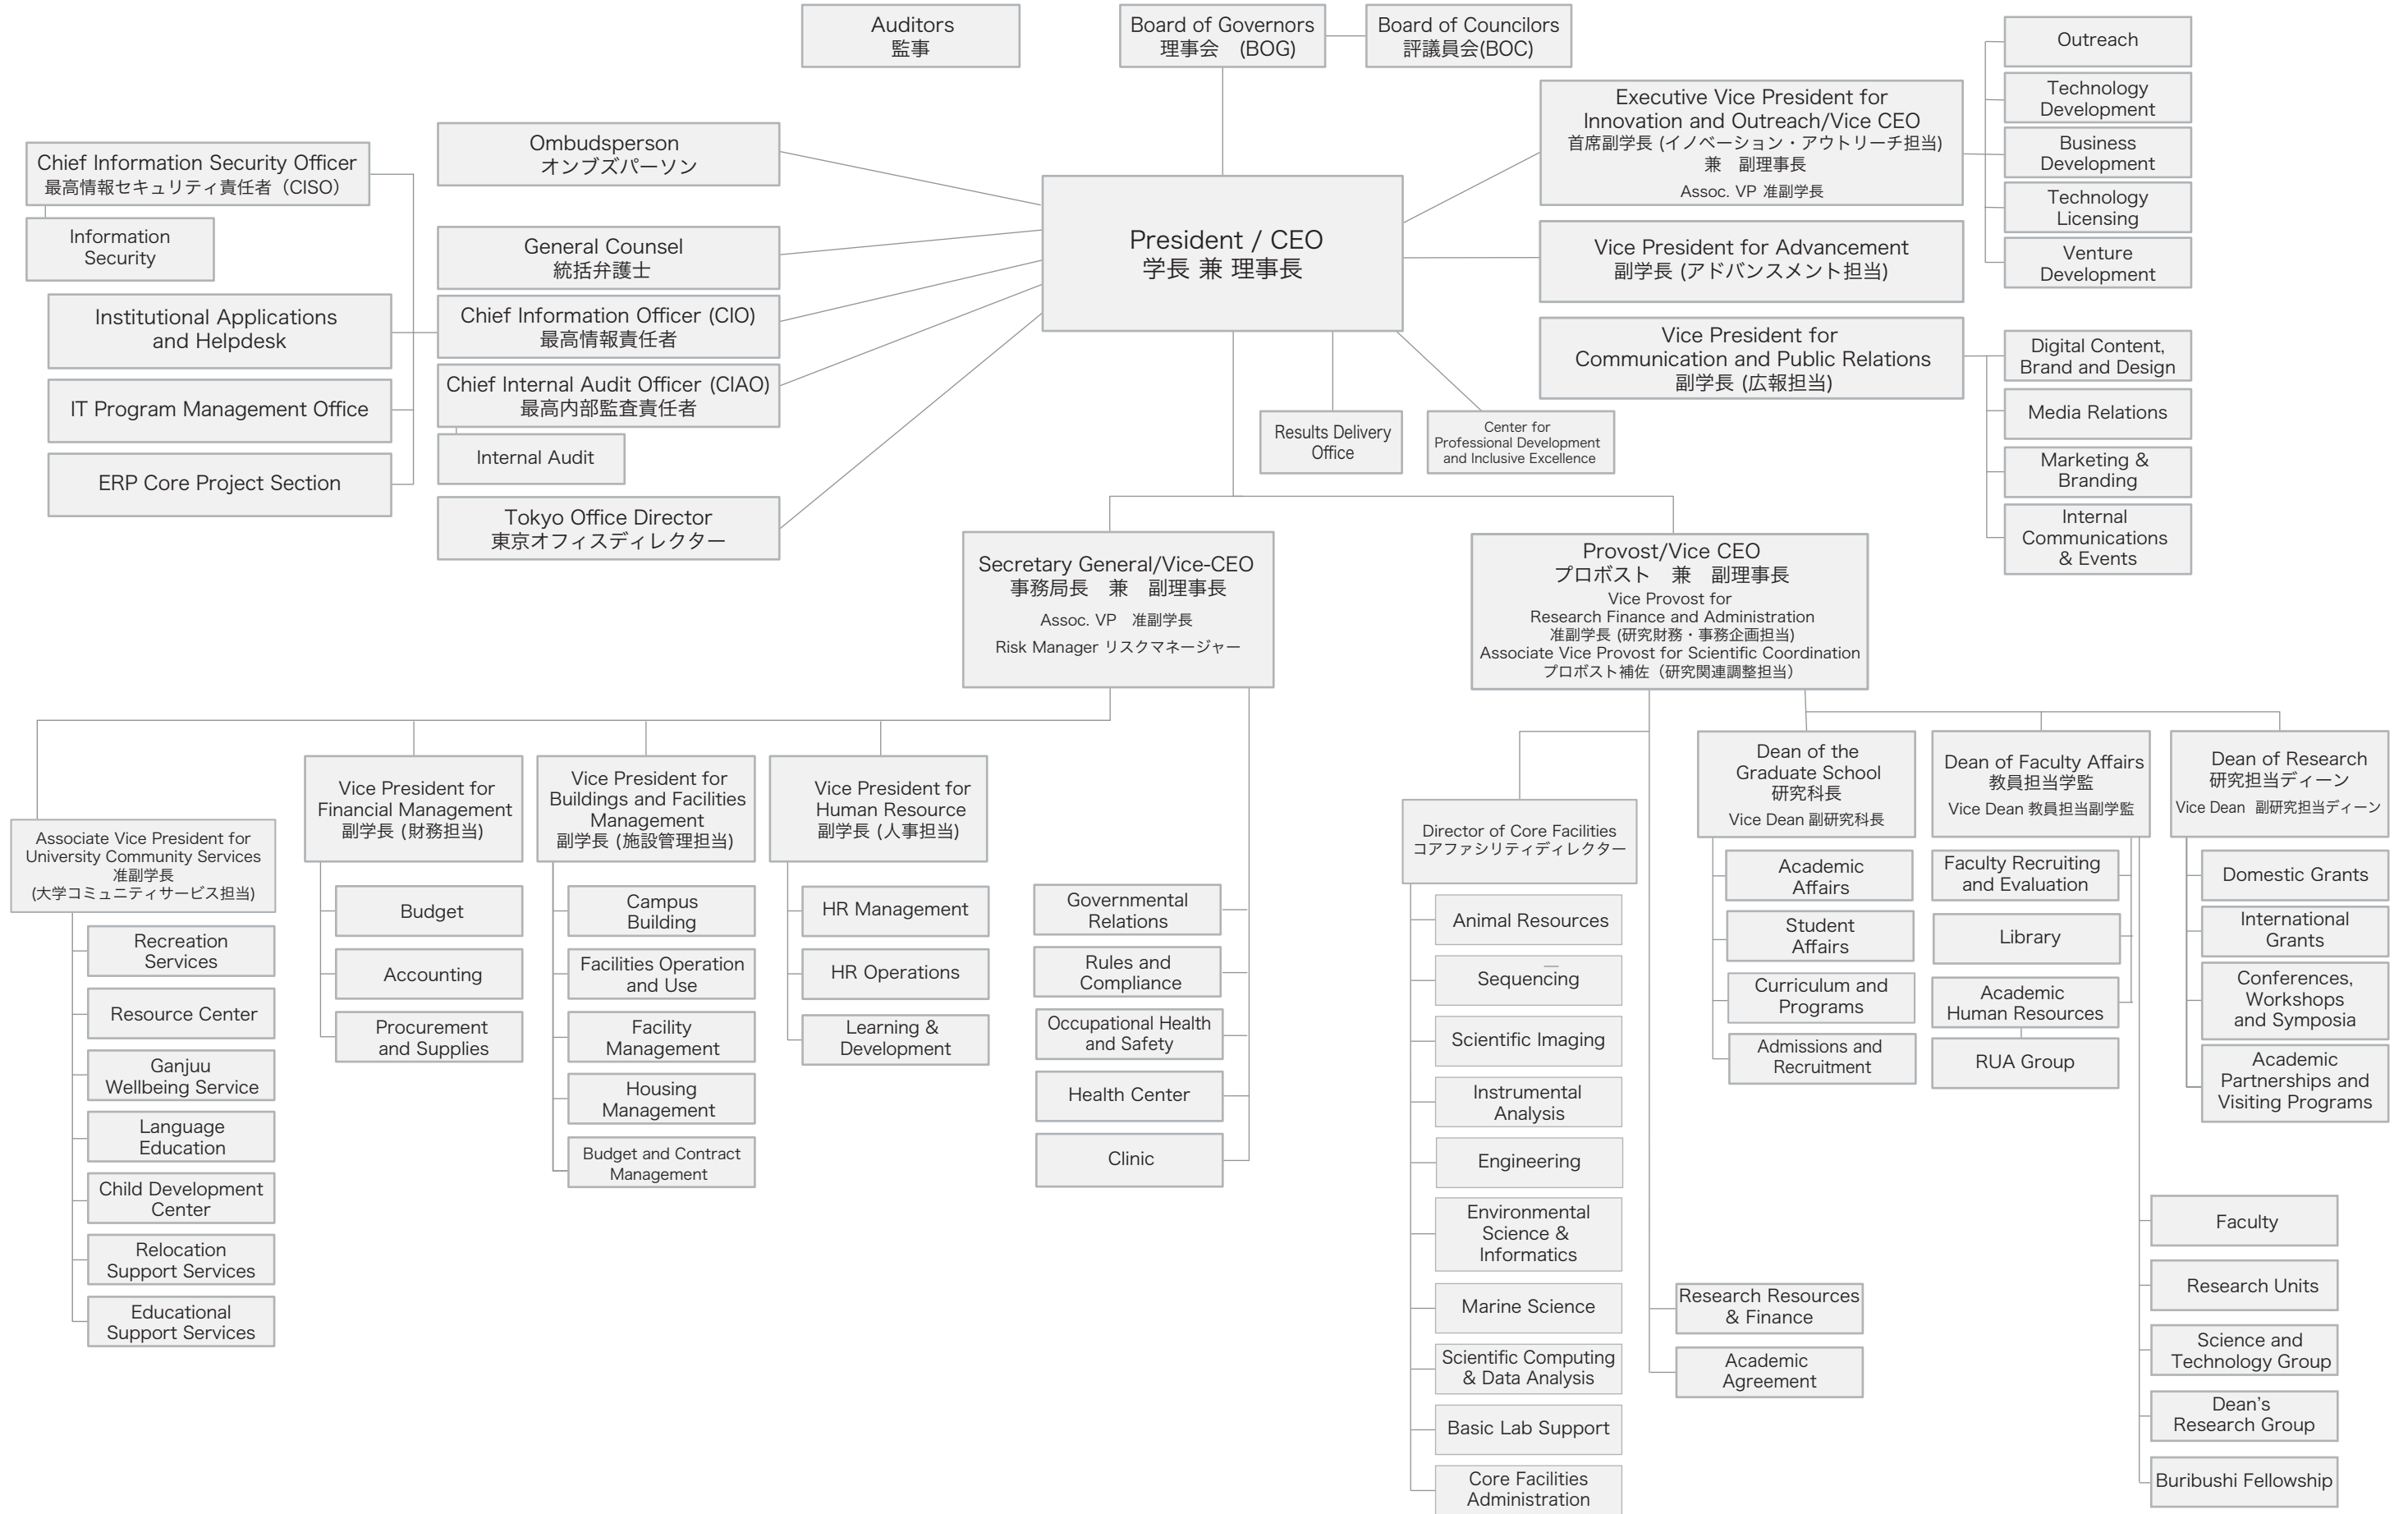 Auditors
監事
Board of Governors
理事会　(BOG)
Board of Councilors
評議員会(BOC)
Ombudsperson
オンブズパーソン
General Counsel
統括弁護士
Chief Information Officer (CIO)
最高情報責任者
Chief Internal Audit Officer (CIAO)
最高内部監査責任者
Internal Audit
Tokyo Office Director
東京オフィスディレクター
Chief Information Security Officer
最高情報セキュリティ責任者（CISO）
Information
Security
Institutional Applications
and Helpdesk
IT Program Management Office
ERP Core Project Section
President / CEO
学長 兼 理事長
Executive Vice President for
Innovation and Outreach/Vice CEO
首席副学長 (イノベーション・アウトリーチ担当)
兼　副理事長
Assoc. VP 准副学長
Outreach
Technology
Development
Business
Development
Technology
Licensing
Venture
Development
Vice President for Advancement
副学長 (アドバンスメント担当)
Vice President for
Communication and Public Relations
副学長 (広報担当)
Digital Content,
Brand and Design
Media Relations
Marketing &
Branding
Internal
Communications
& Events
Results Delivery
Office
Center for
Professional Development
and Inclusive Excellence
Secretary General/Vice-CEO
事務局長　兼　副理事長
Assoc. VP　准副学長
Risk Manager リスクマネージャー
Provost/Vice CEO
プロボスト　兼　副理事長
Vice Provost for
Research Finance and Administration
准副学長 (研究財務・事務企画担当)
Associate Vice Provost for Scientific Coordination
プロボスト補佐（研究関連調整担当）
Associate Vice President for
University Community Services
准副学長
(大学コミュニティサービス担当)
Recreation
Services
Resource Center
Ganjuu
Wellbeing Service
Language
Education
Child Development
Center
Relocation
Support Services
Educational
Support Services
Vice President for
Financial Management
副学長 (財務担当)
Budget
Accounting
Procurement
and Supplies
Vice President for
Buildings and Facilities
Management
副学長 (施設管理担当)
Campus
Building
Facilities Operation
and Use
Facility
Management
Housing
Management
Budget and Contract
Management
Vice President for
Human Resource
副学長 (人事担当)
HR Management
HR Operations
Learning &
Development
Governmental
Relations
Rules and
Compliance
Occupational Health
and Safety
Health Center
Clinic
Director of Core Facilities
コアファシリティディレクター
Animal Resources
Sequencing
Scientific Imaging
Instrumental
Analysis
Engineering
Environmental
Science &
Informatics
Marine Science
Scientific Computing
& Data Analysis
Basic Lab Support
Core Facilities
Administration
Research Resources
& Finance
Academic
Agreement
Dean of the
Graduate School
研究科長
Vice Dean 副研究科長
Academic
Affairs
Student
Affairs
Curriculum and
Programs
Admissions and
Recruitment
Dean of Faculty Affairs
教員担当学監
Vice Dean 教員担当副学監
Faculty Recruiting
and Evaluation
Library
Academic
Human Resources
RUA Group
Faculty
Research Units
Science and
Technology Group
Dean’s
Research Group
Buribushi Fellowship
Dean of Research
研究担当ディーン
Vice Dean 副研究担当ディーン
Domestic Grants
International
Grants
Conferences,
Workshops
and Symposia
Academic
Partnerships and
Visiting Programs